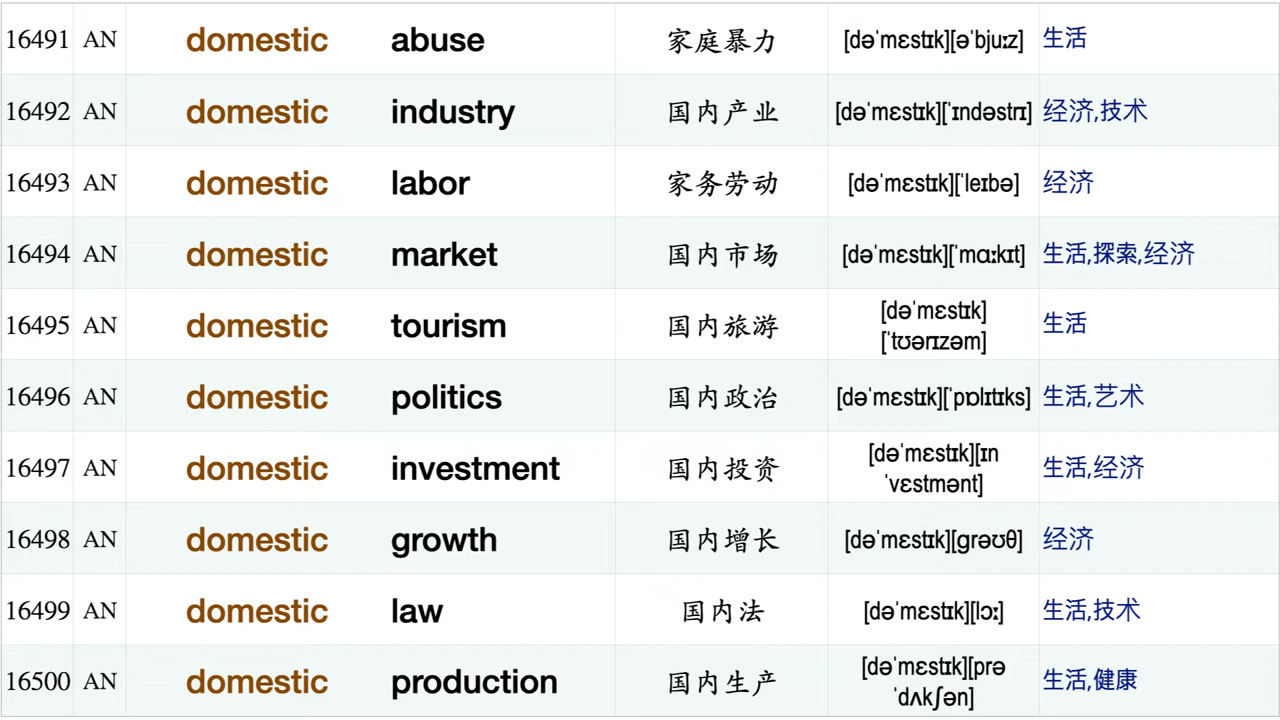 16491 AN domestic abuse 家庭暴力 [dəˈmɛstɪk][əˈbjuːz] 生活
16492 AN domestic industry 国内产业 [dəˈmɛstɪk][ˈɪndəstrɪ] 经济,技术
16493 AN domestic labor 家务劳动 [dəˈmɛstɪk][ˈleɪbə] 经济
16494 AN domestic market 国内市场 [dəˈmɛstɪk][ˈmɑːkɪt] 生活,探索,经济
16495 AN domestic tourism 国内旅游 [dəˈmɛstɪk] 生活
[ˈtʊərɪzəm]
16496 AN domestic politics 国内政治 [dəˈmɛstɪk][ˈpɒlɪtɪks] 生活,艺术
16497 AN domestic investment 国内投资 [dəˈmɛstɪk][ɪn 生活,经济
ˈvɛstmənt]
16498 AN domestic growth 国内增长 [dəˈmɛstɪk][ɡrəʊθ] 经济
16499 AN domestic law 国内法 [dəˈmɛstɪk][lɔː] 生活,技术
16500 AN domestic production 国内生产 [dəˈmɛstɪk][prə 生活,健康
ˈdʌkʃən]